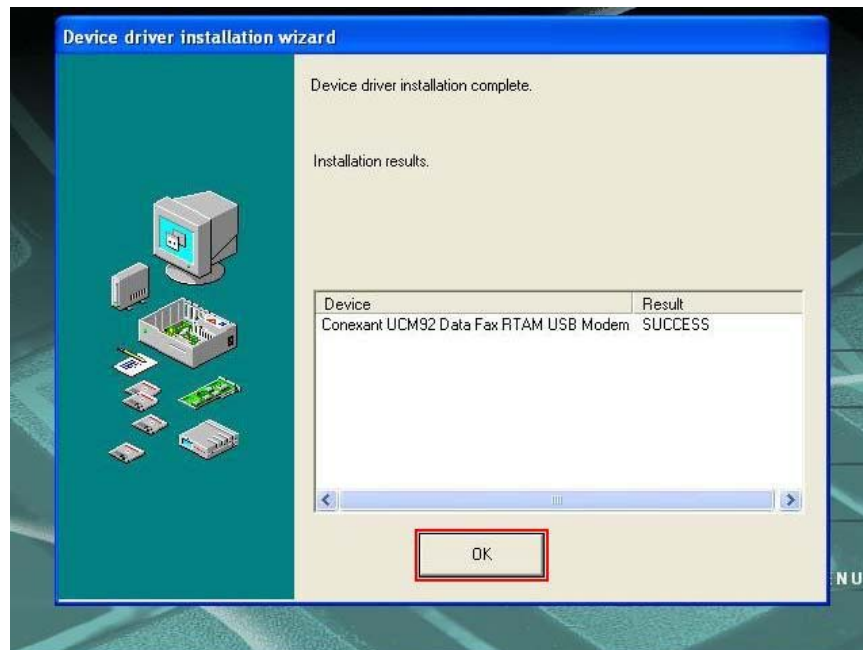 Device driver installation wizard
Device driver installation complete.
Installation results.
Device Result
Conexant UCM92 Data Fax RTAM USB Modem SUCCESS
OK
ENU